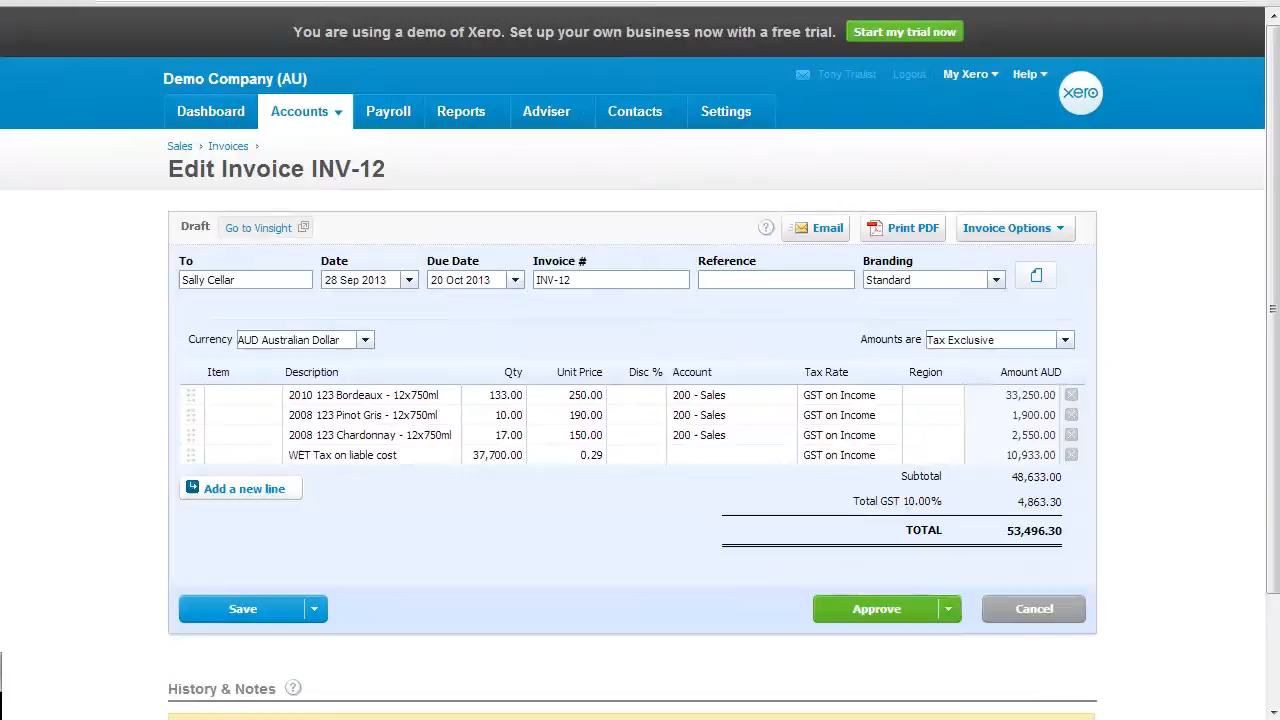 You are using a demo of Xero. Set up your own business now with a free trial. Start my trial now
Demo Company (AU) Tony Trialist Logout My Xero Help xero
Dashboard Accounts Payroll Reports Adviser Contacts Settings
Sales › Invoices ›
Edit Invoice INV-12
Draft Go to Vinsight ? Email Print PDF Invoice Options
To Date Due Date Invoice # Reference Branding
Sally Cellar 28 Sep 2013 20 Oct 2013 INV-12 Standard
Currency AUD Australian Dollar Amounts are Tax Exclusive
Item Description Qty Unit Price Disc % Account Tax Rate Region Amount AUD
2010 123 Bordeaux - 12x750ml 133.00 250.00 200 - Sales GST on Income 33,250.00
2008 123 Pinot Gris - 12x750ml 10.00 190.00 200 - Sales GST on Income 1,900.00
2008 123 Chardonnay - 12x750ml 17.00 150.00 200 - Sales GST on Income 2,550.00
WET Tax on liable cost 37,700.00 0.29 GST on Income 10,933.00
Subtotal 48,633.00
Add a new line
Total GST 10.00% 4,863.30
TOTAL 53,496.30
Save Approve Cancel
History & Notes ?